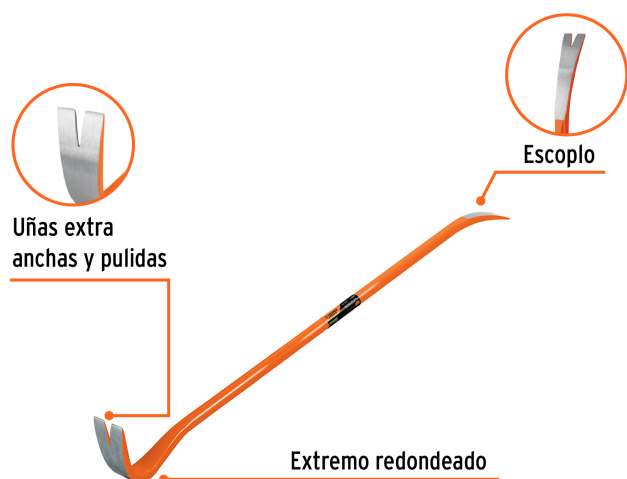 Escoplo
Uñas extra
anchas y pulidas
Extremo redondeado